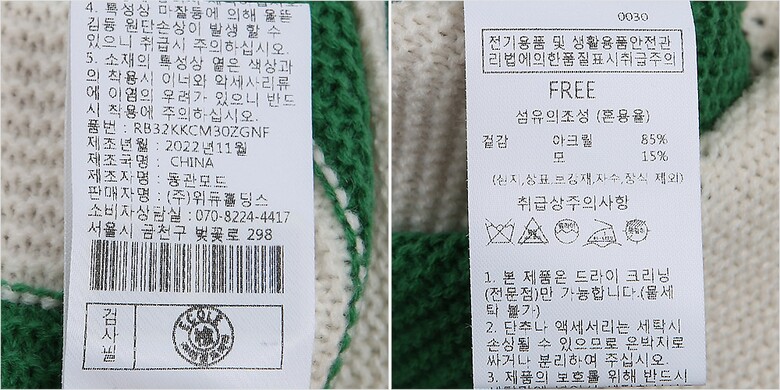 4. 특성상 마찰등에 의해 올뜯
김등 원단손상이 발생 할 수
있으니 취급시 주의하십시오.
5. 소재의 특성상 옅은 색상과
의 착용시 이너와 악세사리류
에 이염의 우려가 있으니 반드
시 착용에 주의하십시오.
품번 : RB32KKCM30ZGNF
제조년월 : 2022년11월
제조국명 : CHINA
제조자명 : 동관모드
판매자명 : (주)위듀홀딩스
소비자상담실 : 070-8224-4417
서울시 금천구 벚꽃로 298
검사필
ECOLE
0030
전기용품 및 생활용품안전관
리법에의한품질표시취급주의
FREE
섬유의조성 (혼용율)
겉감 아크릴 85%
모 15%
(심지,상표,보강재,자수,장식 제외)
취급상주의사항
1. 본 제품은 드라이 크리닝
(전문점)만 가능합니다.(물세
탁 불가)
2. 단추나 액세서리는 세탁시
손상될 수 있으므로 은박지로
싸거나 분리하여 주십시오.
3. 제품의 보호를 위해 반드시